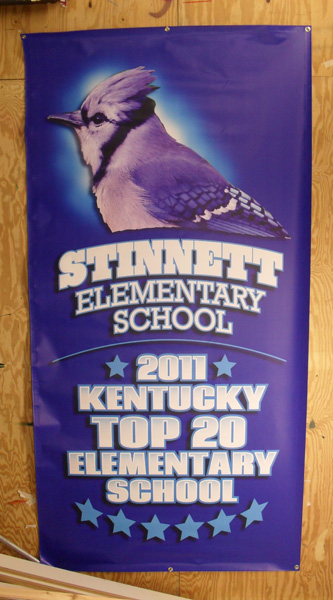 STINNETT
ELEMENTARY
SCHOOL
2011
KENTUCKY
TOP 20
ELEMENTARY
SCHOOL